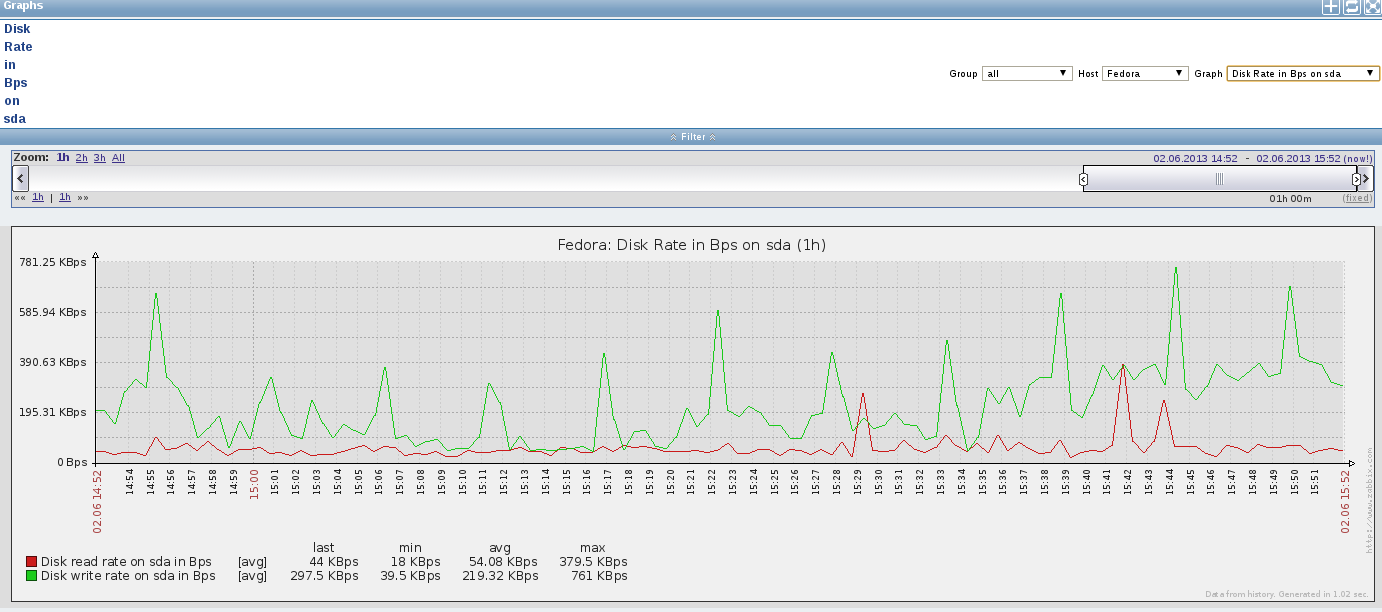 Graphs
Disk
Rate
in
Bps
on
sda
Group all Host Fedora Graph Disk Rate in Bps on sda
Filter
Zoom: 1h 2h 3h All
02.06.2013 14:52 - 02.06.2013 15:52 (now!)
«« 1h | 1h »»
01h 00m (fixed)
Fedora: Disk Rate in Bps on sda (1h)
781.25 KBps
585.94 KBps
390.63 KBps
195.31 KBps
0 Bps
02.06 14:52 14:54 14:55 14:56 14:57 14:58 14:59 15:00 15:01 15:02 15:03 15:04 15:05 15:06 15:07 15:08 15:09 15:10 15:11 15:12 15:13 15:14 15:15 15:16 15:17 15:18 15:19 15:20 15:21 15:22 15:23 15:24 15:25 15:26 15:27 15:28 15:29 15:30 15:31 15:32 15:33 15:34 15:35 15:36 15:37 15:38 15:39 15:40 15:41 15:42 15:43 15:44 15:45 15:46 15:47 15:48 15:49 15:50 15:51 02.06 15:52
http://www.zabbix.com
last min avg max
Disk read rate on sda in Bps [avg] 44 KBps 18 KBps 54.08 KBps 379.5 KBps
Disk write rate on sda in Bps [avg] 297.5 KBps 39.5 KBps 219.32 KBps 761 KBps
Data from history. Generated in 1.02 sec.